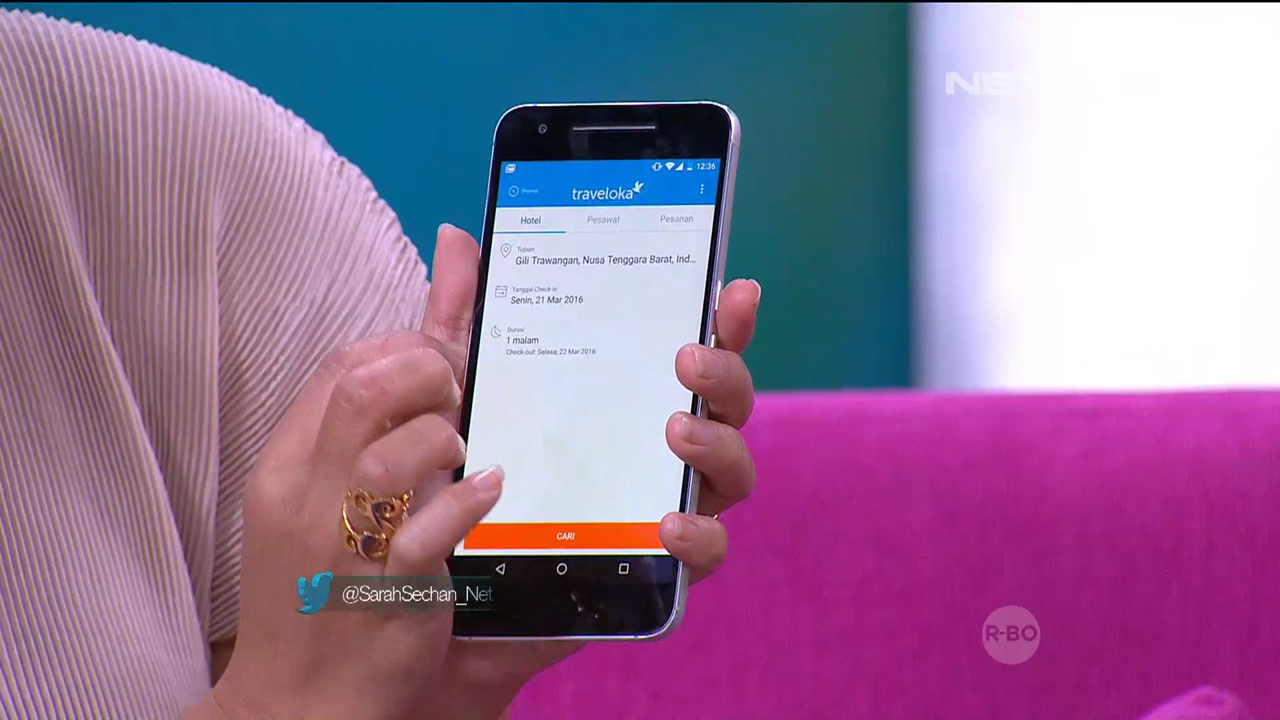 NET
12:36
traveloka
Hotel
Pesawat
Pesanan
Tujuan
Gili Trawangan, Nusa Tenggara Barat, Ind...
Tanggal Check-in
Senin, 21 Mar 2016
Durasi
1 malam
Check-out: Selasa, 22 Mar 2016
CARI
@SarahSechan_Net
R-BO